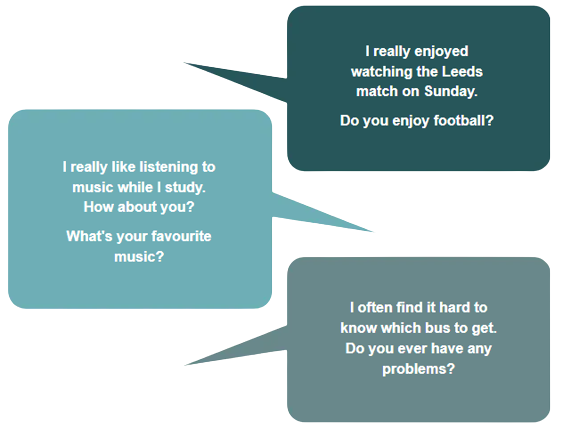 I really enjoyed
watching the Leeds
match on Sunday.
Do you enjoy football?
I really like listening to
music while I study.
How about you?
What's your favourite
music?
I often find it hard to
know which bus to get.
Do you ever have any
problems?